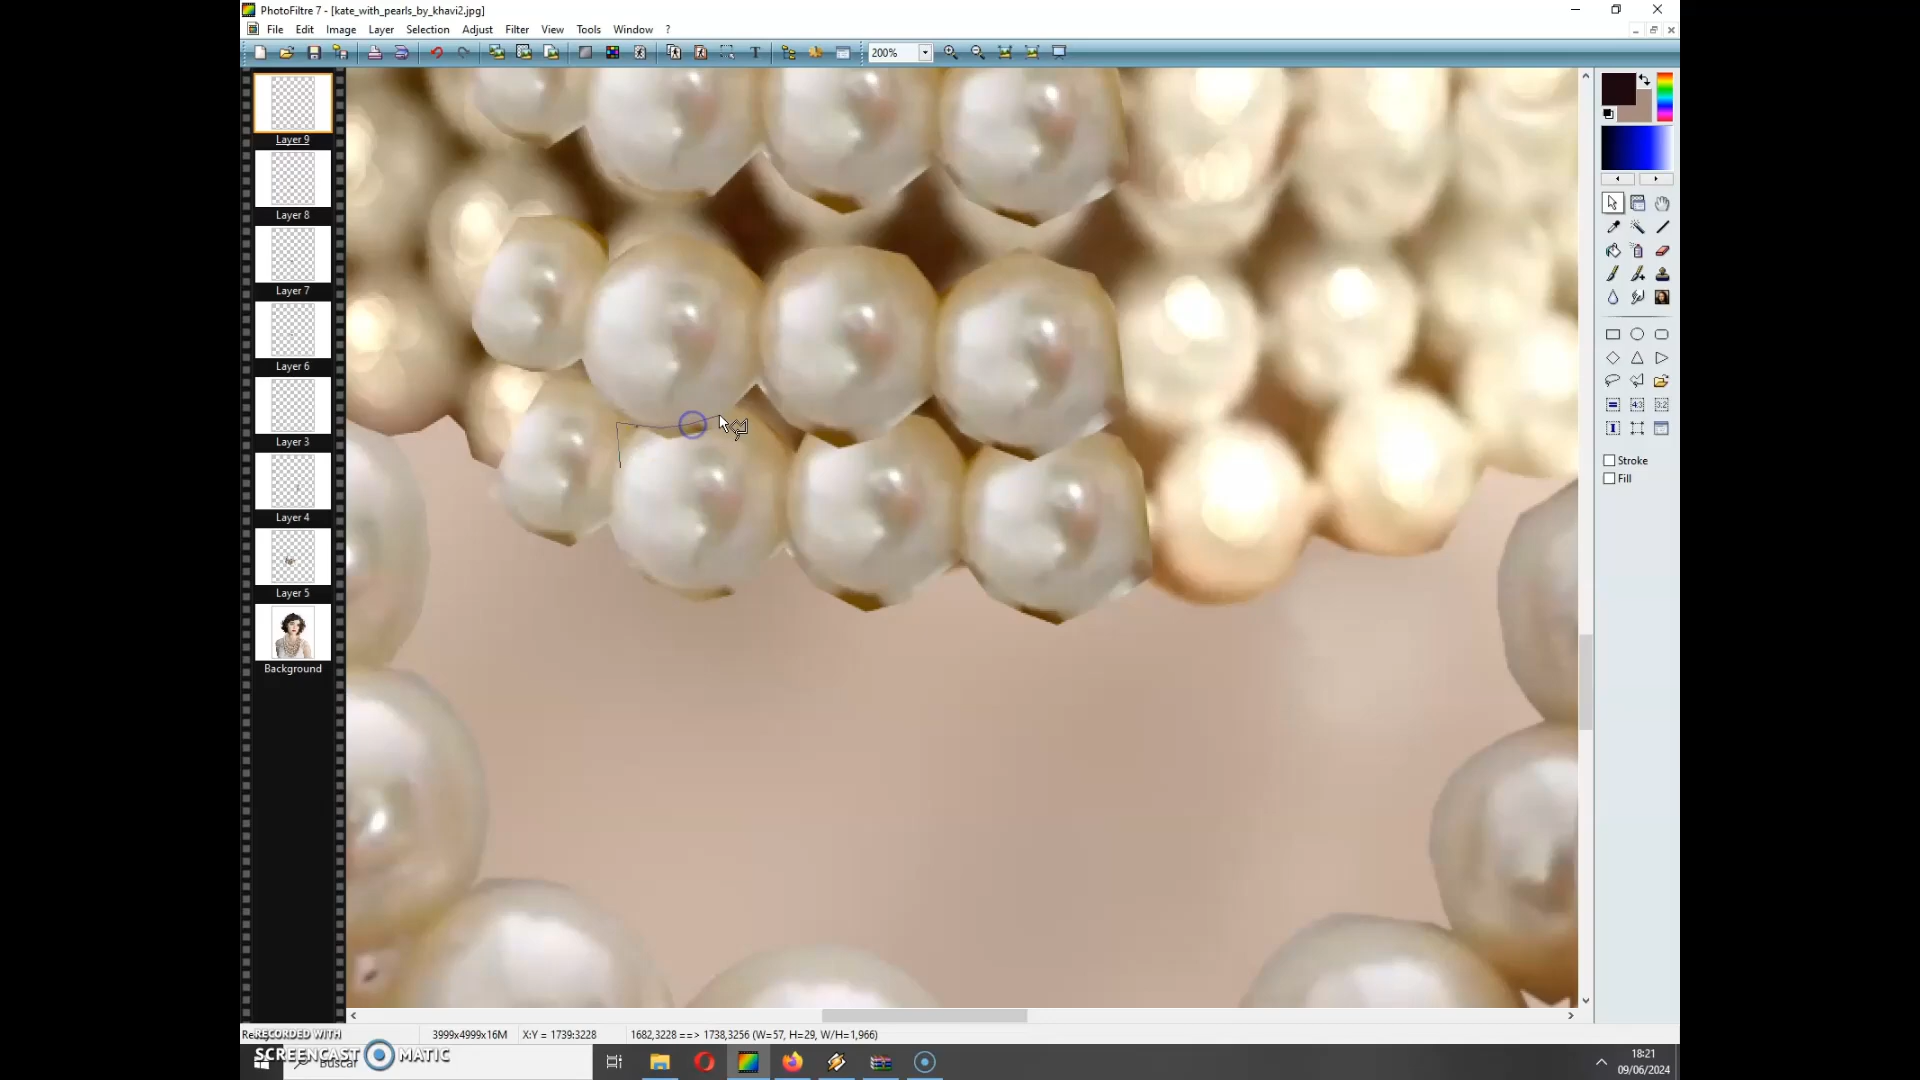 PhotoFiltre 7 - [kate_with_pearls_by_khavi2.jpg]
File Edit Image Layer Selection Adjust Filter View Tools Window ?
200%
Layer 9
Layer 8
Layer 7
Layer 6
Layer 3
Layer 4
Layer 5
Background
Stroke
Fill
3999x4999x16M X:Y = 1739:3228 1682,3228 ==> 1738,3256 (W=57, H=29, W/H=1,966)
RECORDED WITH
SCREENCAST MATIC
Buscar
18:21
09/06/2024